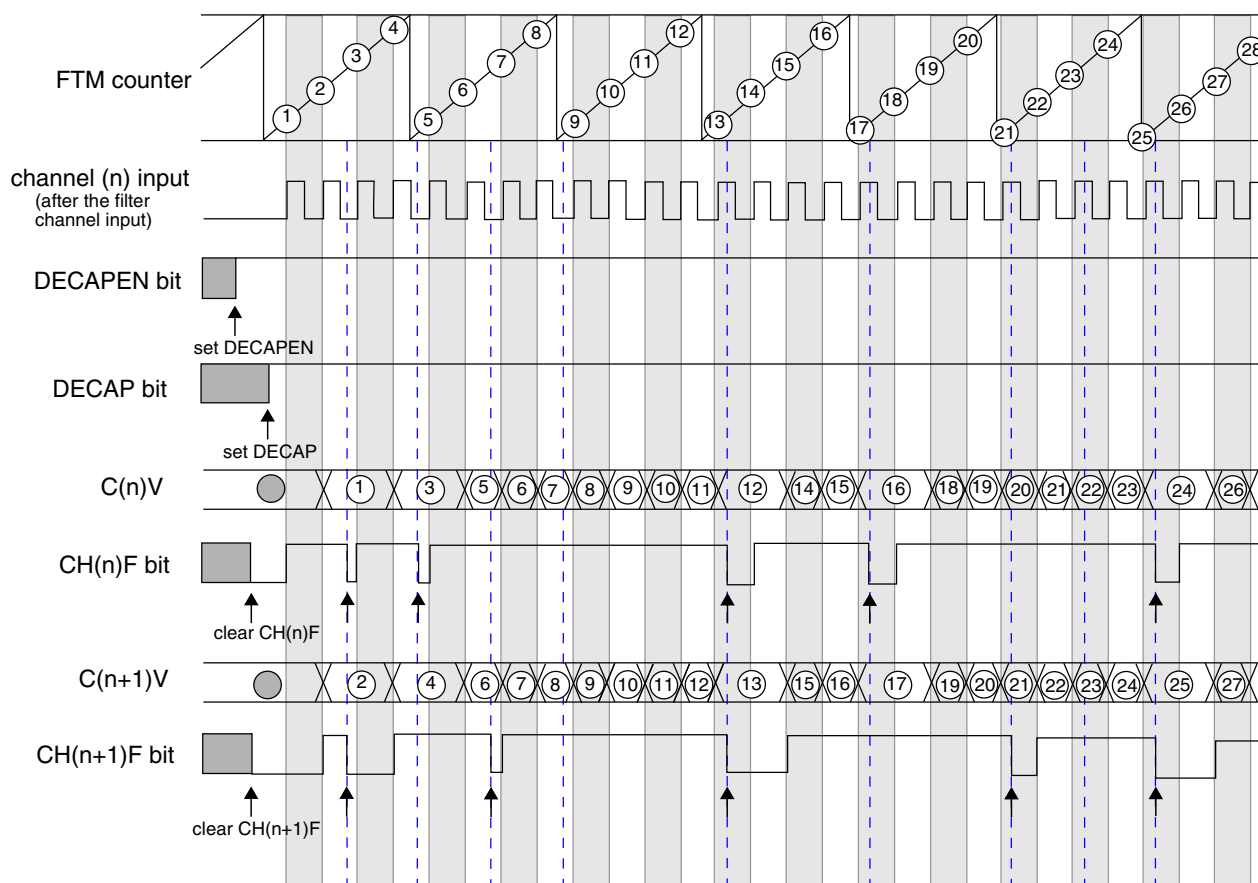 4 8 12 16 20 24 28
3 7 11 15 19 23 27
2 6 10 14 18 22 26
1 5 9 13 17 21 25
FTM counter
channel (n) input
(after the filter
channel input)
DECAPEN bit
set DECAPEN
DECAP bit
set DECAP
C(n)V
1 3 5 6 7 8 9 10 11 12 14 15 16 18 19 20 21 22 23 24 26
CH(n)F bit
clear CH(n)F
C(n+1)V
2 4 6 7 8 9 10 11 12 13 15 16 17 19 20 21 22 23 24 25 27
CH(n+1)F bit
clear CH(n+1)F